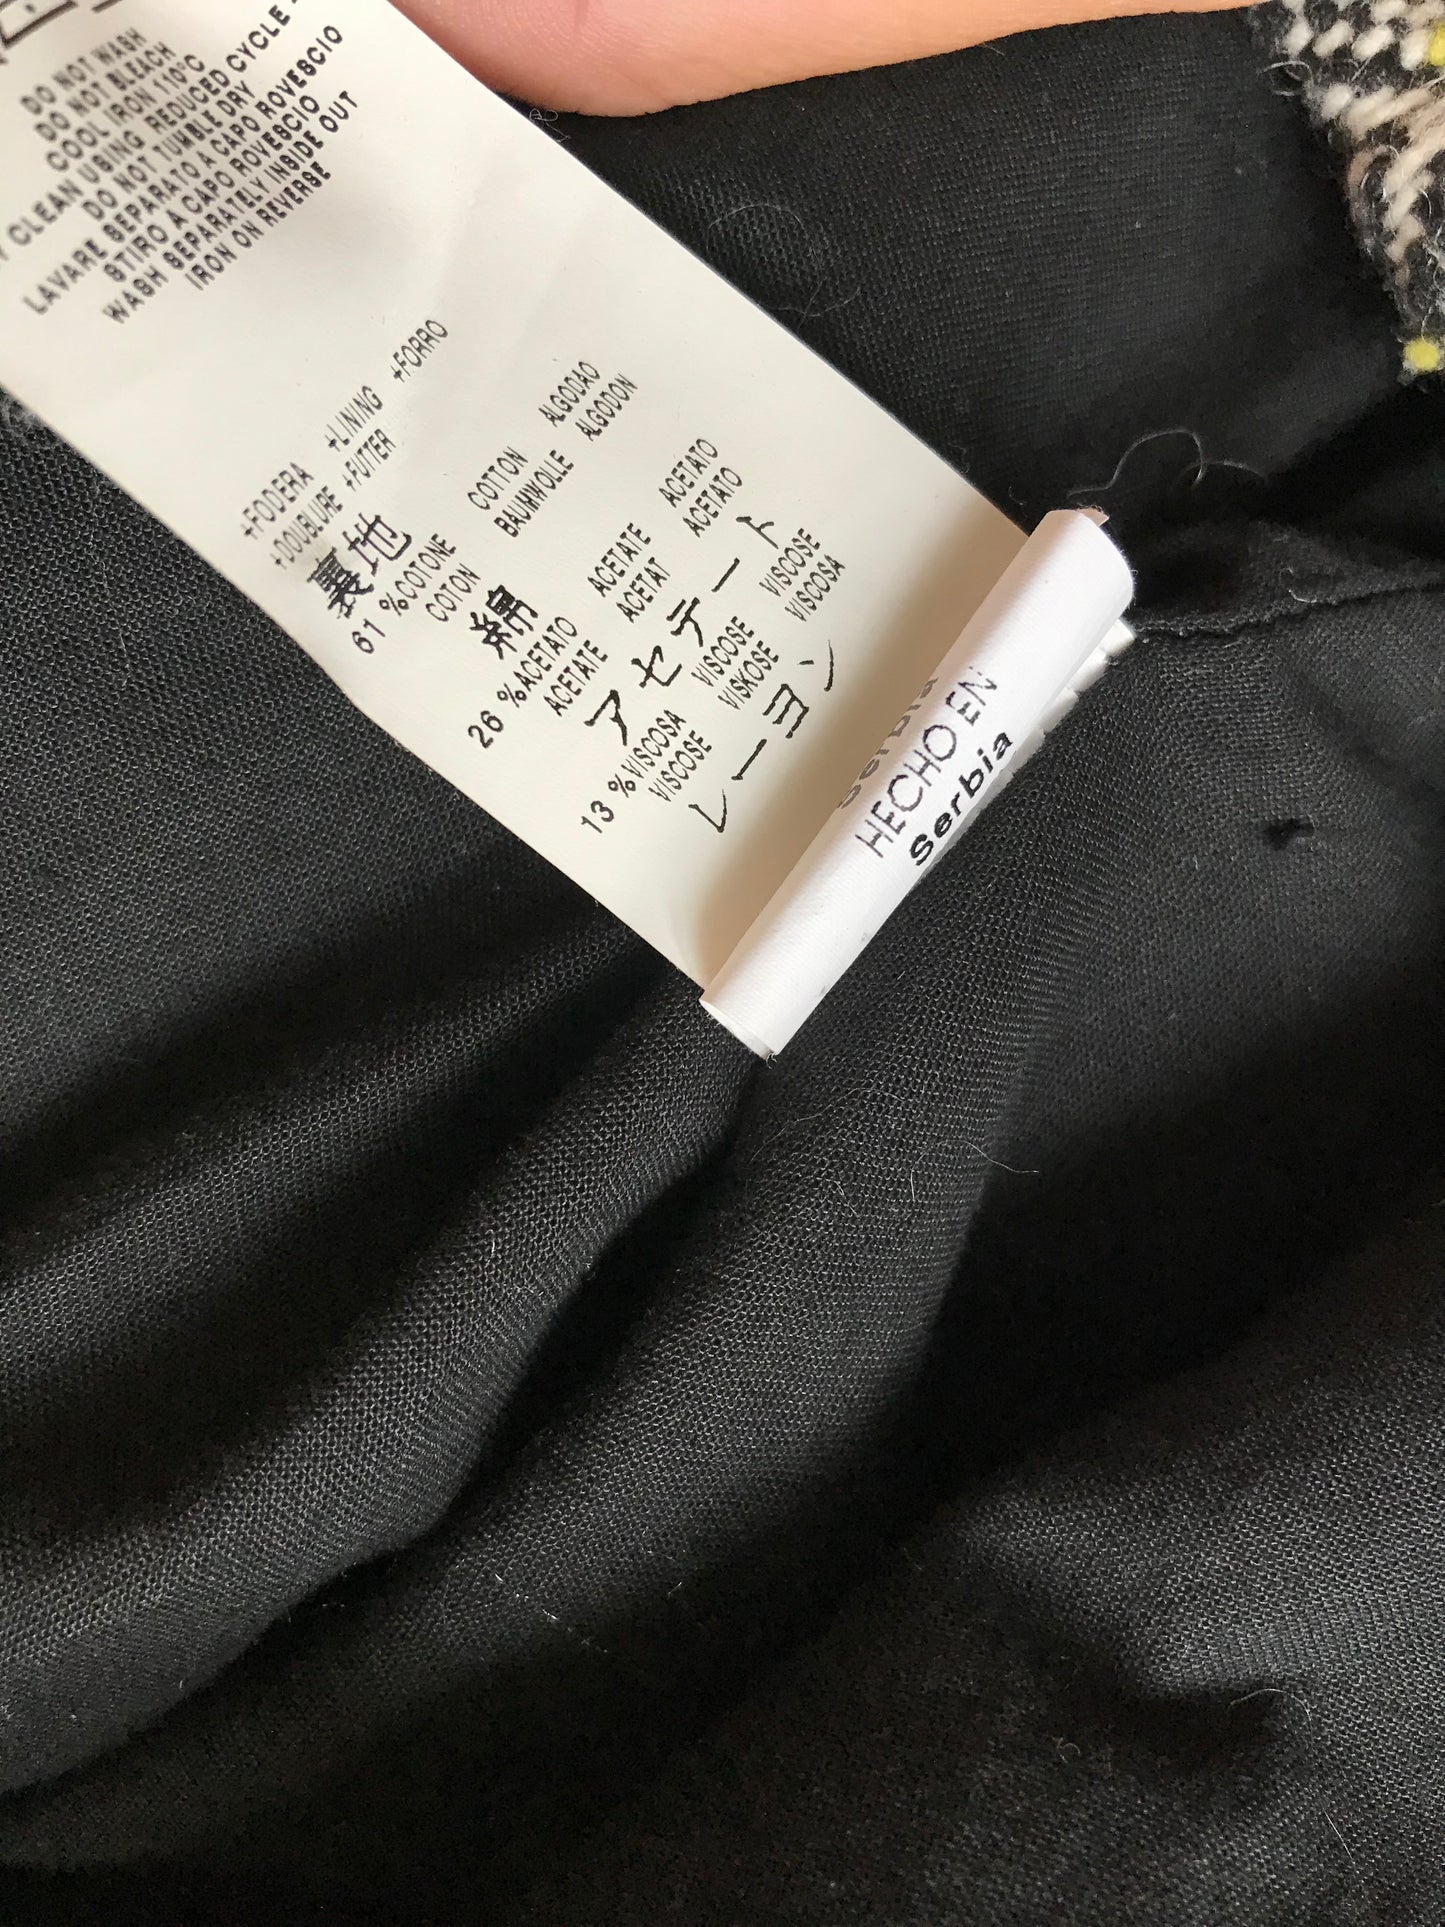 DO NOT WASH
DO NOT BLEACH
COOL IRON 110°C
CLEAN USING REDUCED CYCLE -
DO NOT TUMBLE DRY
LAVARE SEPARATO A CAPO ROVESCIO
STIRO A CAPO ROVESCIO
WASH SEPARATELY INSIDE OUT
IRON ON REVERSE
+FODERA +LINING +FORRO
+DOUBLURE +FUTTER
裏地
61 %COTONE COTTON ALGODAO
COTON BAUMWOLLE ALGODON
綿
26 %ACETATO ACETATE ACETATO
ACETATE ACETAT ACETATO
アセテート
13 %VISCOSA VISCOSE VISCOSE
VISCOSE VISKOSE VISCOSA
レーヨン
Serbia
HECHO EN
Serbia